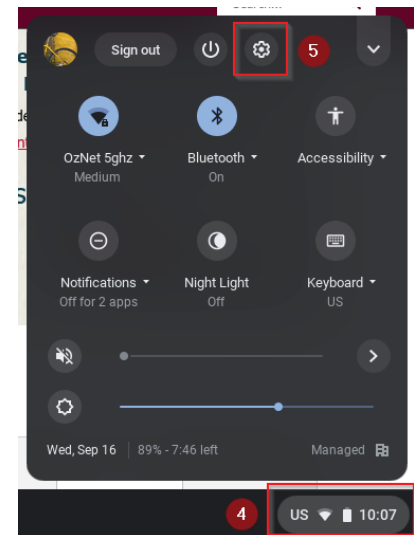 Sign out
5
OzNet 5ghz
Medium
Bluetooth
On
Accessibility
Notifications
Off for 2 apps
Night Light
Off
Keyboard
US
Wed, Sep 16
89% - 7:46 left
Managed
4
US 10:07